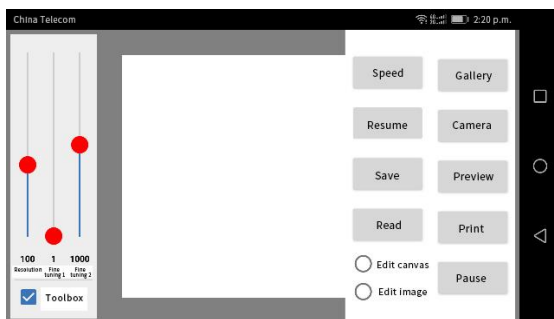 China Telecom
2:20 p.m.
Speed
Gallery
Resume
Camera
Save
Preview
Read
Print
Edit canvas
Edit image
Pause
100 1 1000
Resolution Fine tuning 1 Fine tuning 2
Toolbox